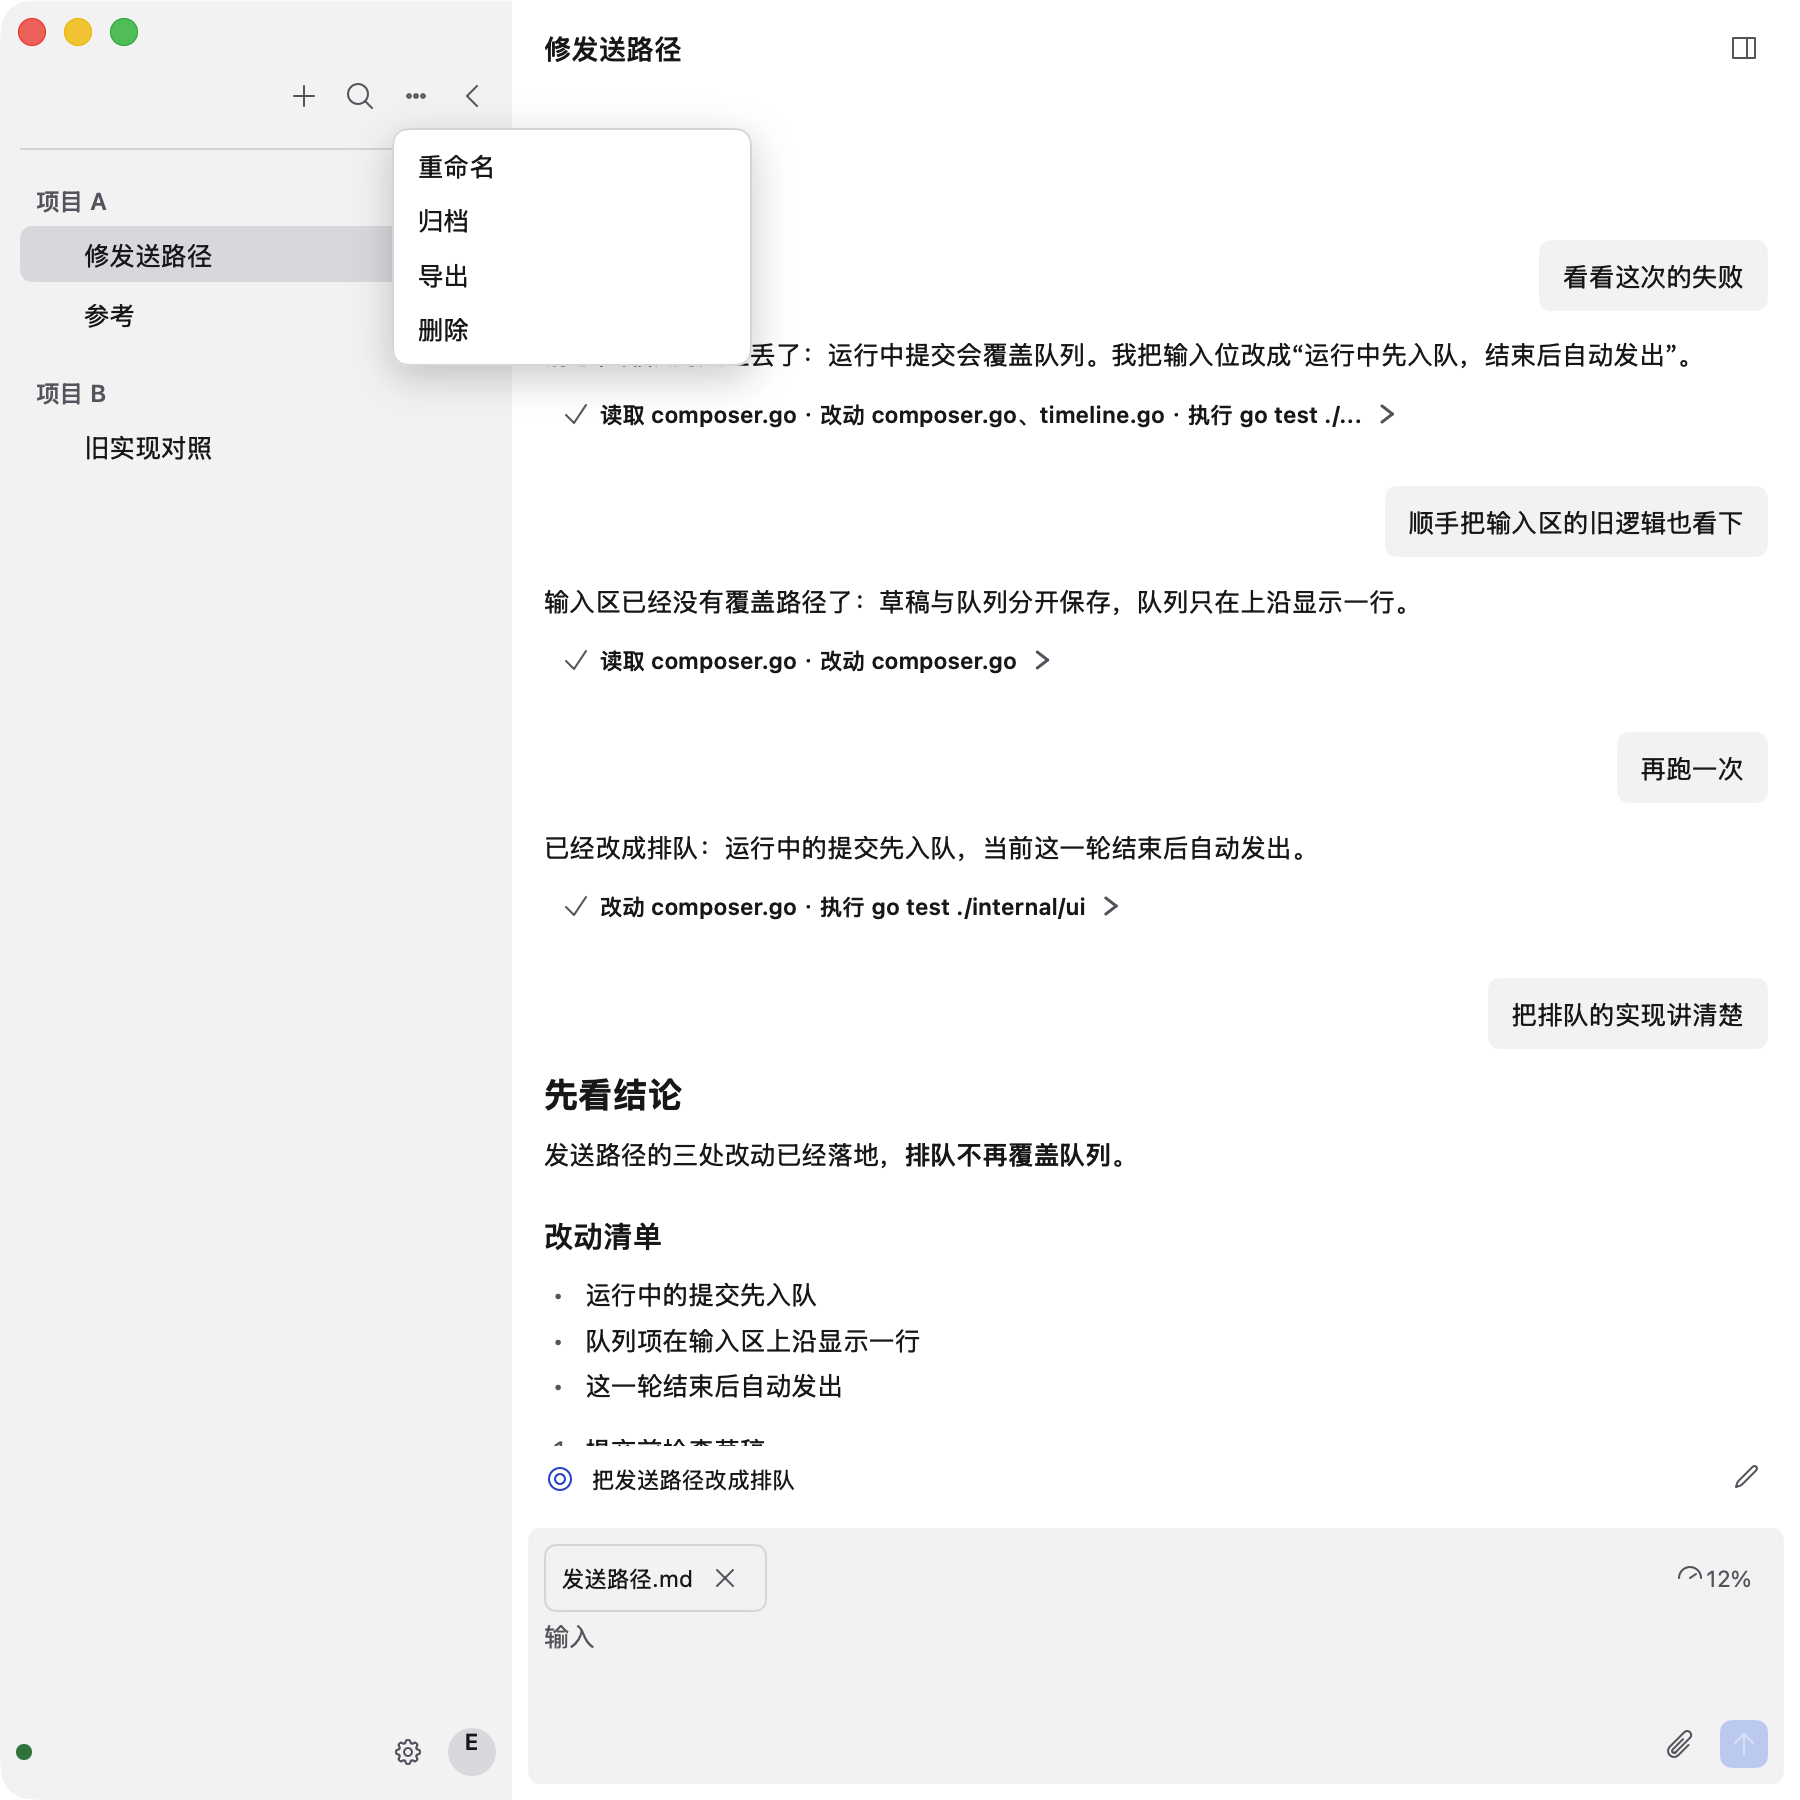 修发送路径
重命名
归档
导出
删除
项目 A
修发送路径
参考
项目 B
旧实现对照
E
看看这次的失败
丢了：运行中提交会覆盖队列。我把输入位改成“运行中先入队，结束后自动发出”。
读取 composer.go · 改动 composer.go、timeline.go · 执行 go test ./...
顺手把输入区的旧逻辑也看下
输入区已经没有覆盖路径了：草稿与队列分开保存，队列只在上沿显示一行。
读取 composer.go · 改动 composer.go
再跑一次
已经改成排队：运行中的提交先入队，当前这一轮结束后自动发出。
改动 composer.go · 执行 go test ./internal/ui
把排队的实现讲清楚
先看结论
发送路径的三处改动已经落地，排队不再覆盖队列。
改动清单
• 运行中的提交先入队
• 队列项在输入区上沿显示一行
• 这一轮结束后自动发出
把发送路径改成排队
发送路径.md
12%
输入